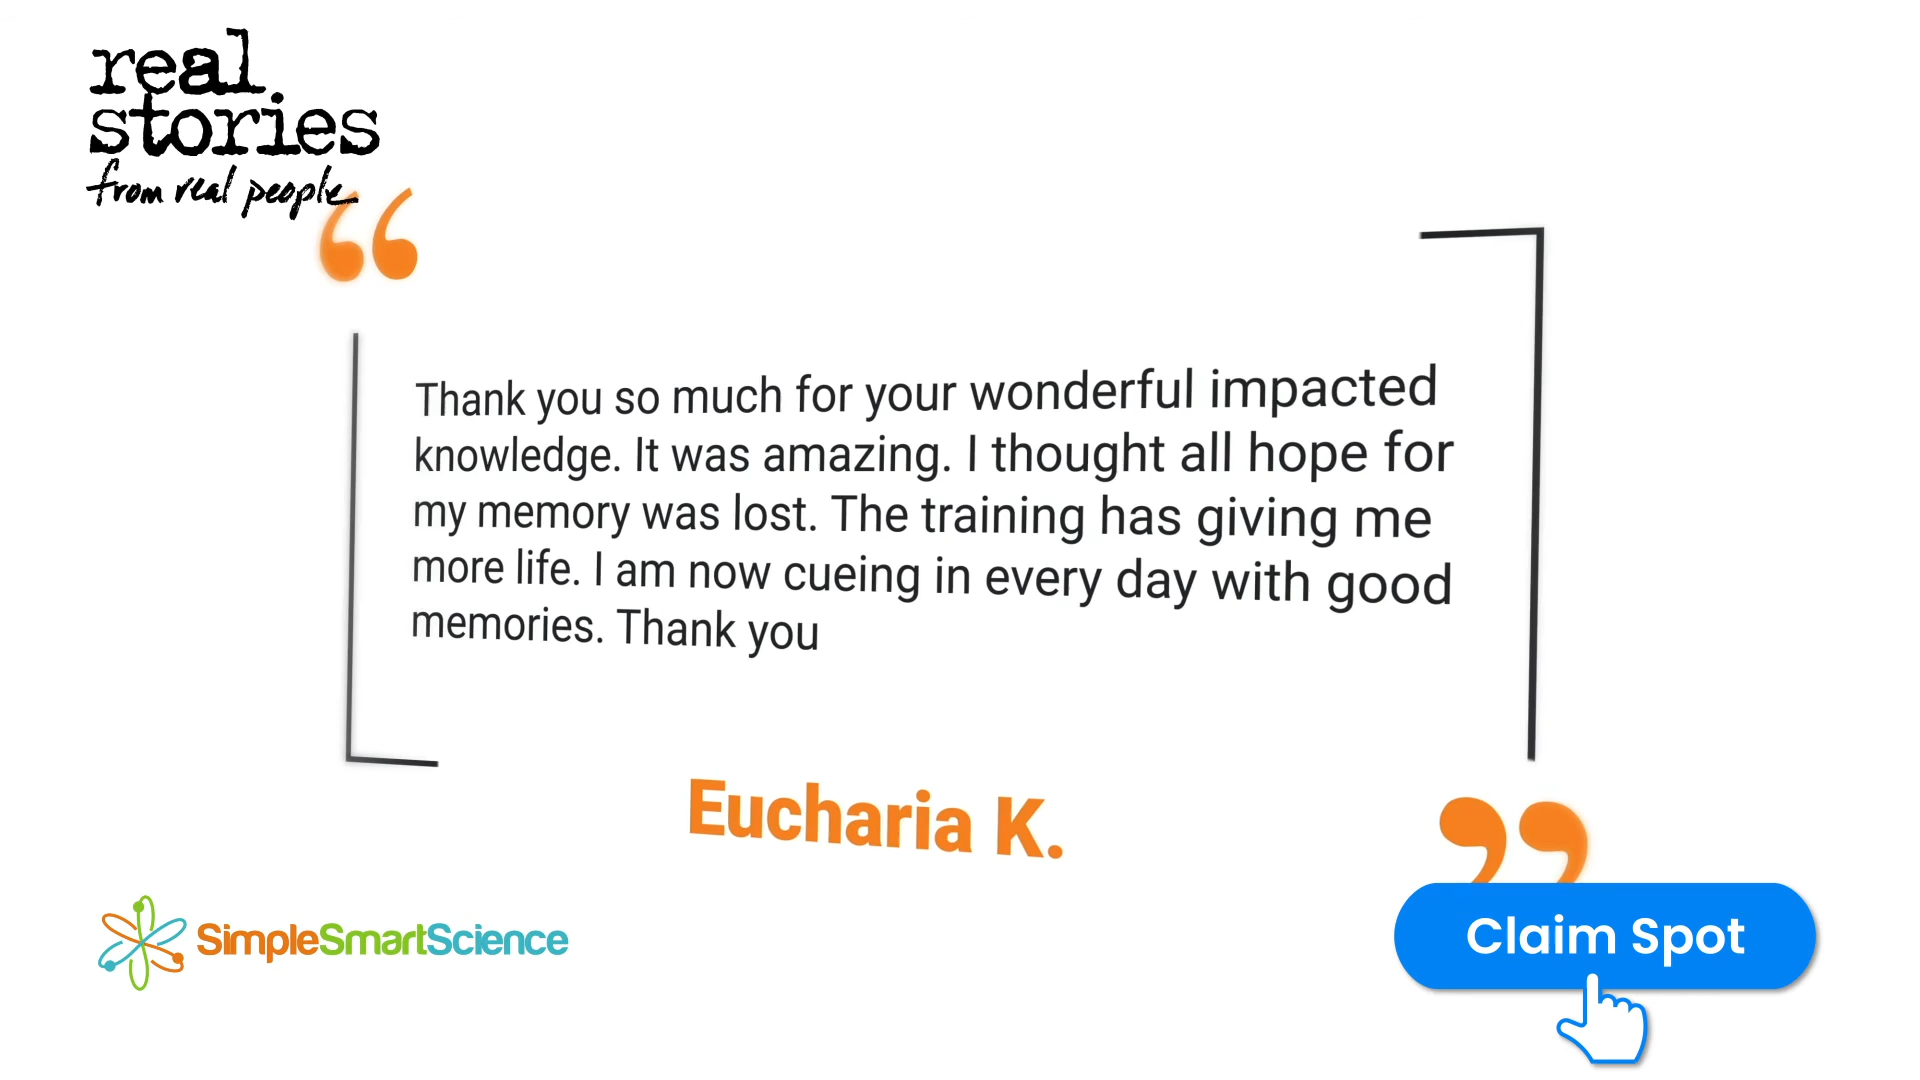 real
stories
from real people
“
Thank you so much for your wonderful impacted
knowledge. It was amazing. I thought all hope for
my memory was lost. The training has giving me
more life. I am now cueing in every day with good
memories. Thank you
Eucharia K.
”
SimpleSmartScience
Claim Spot